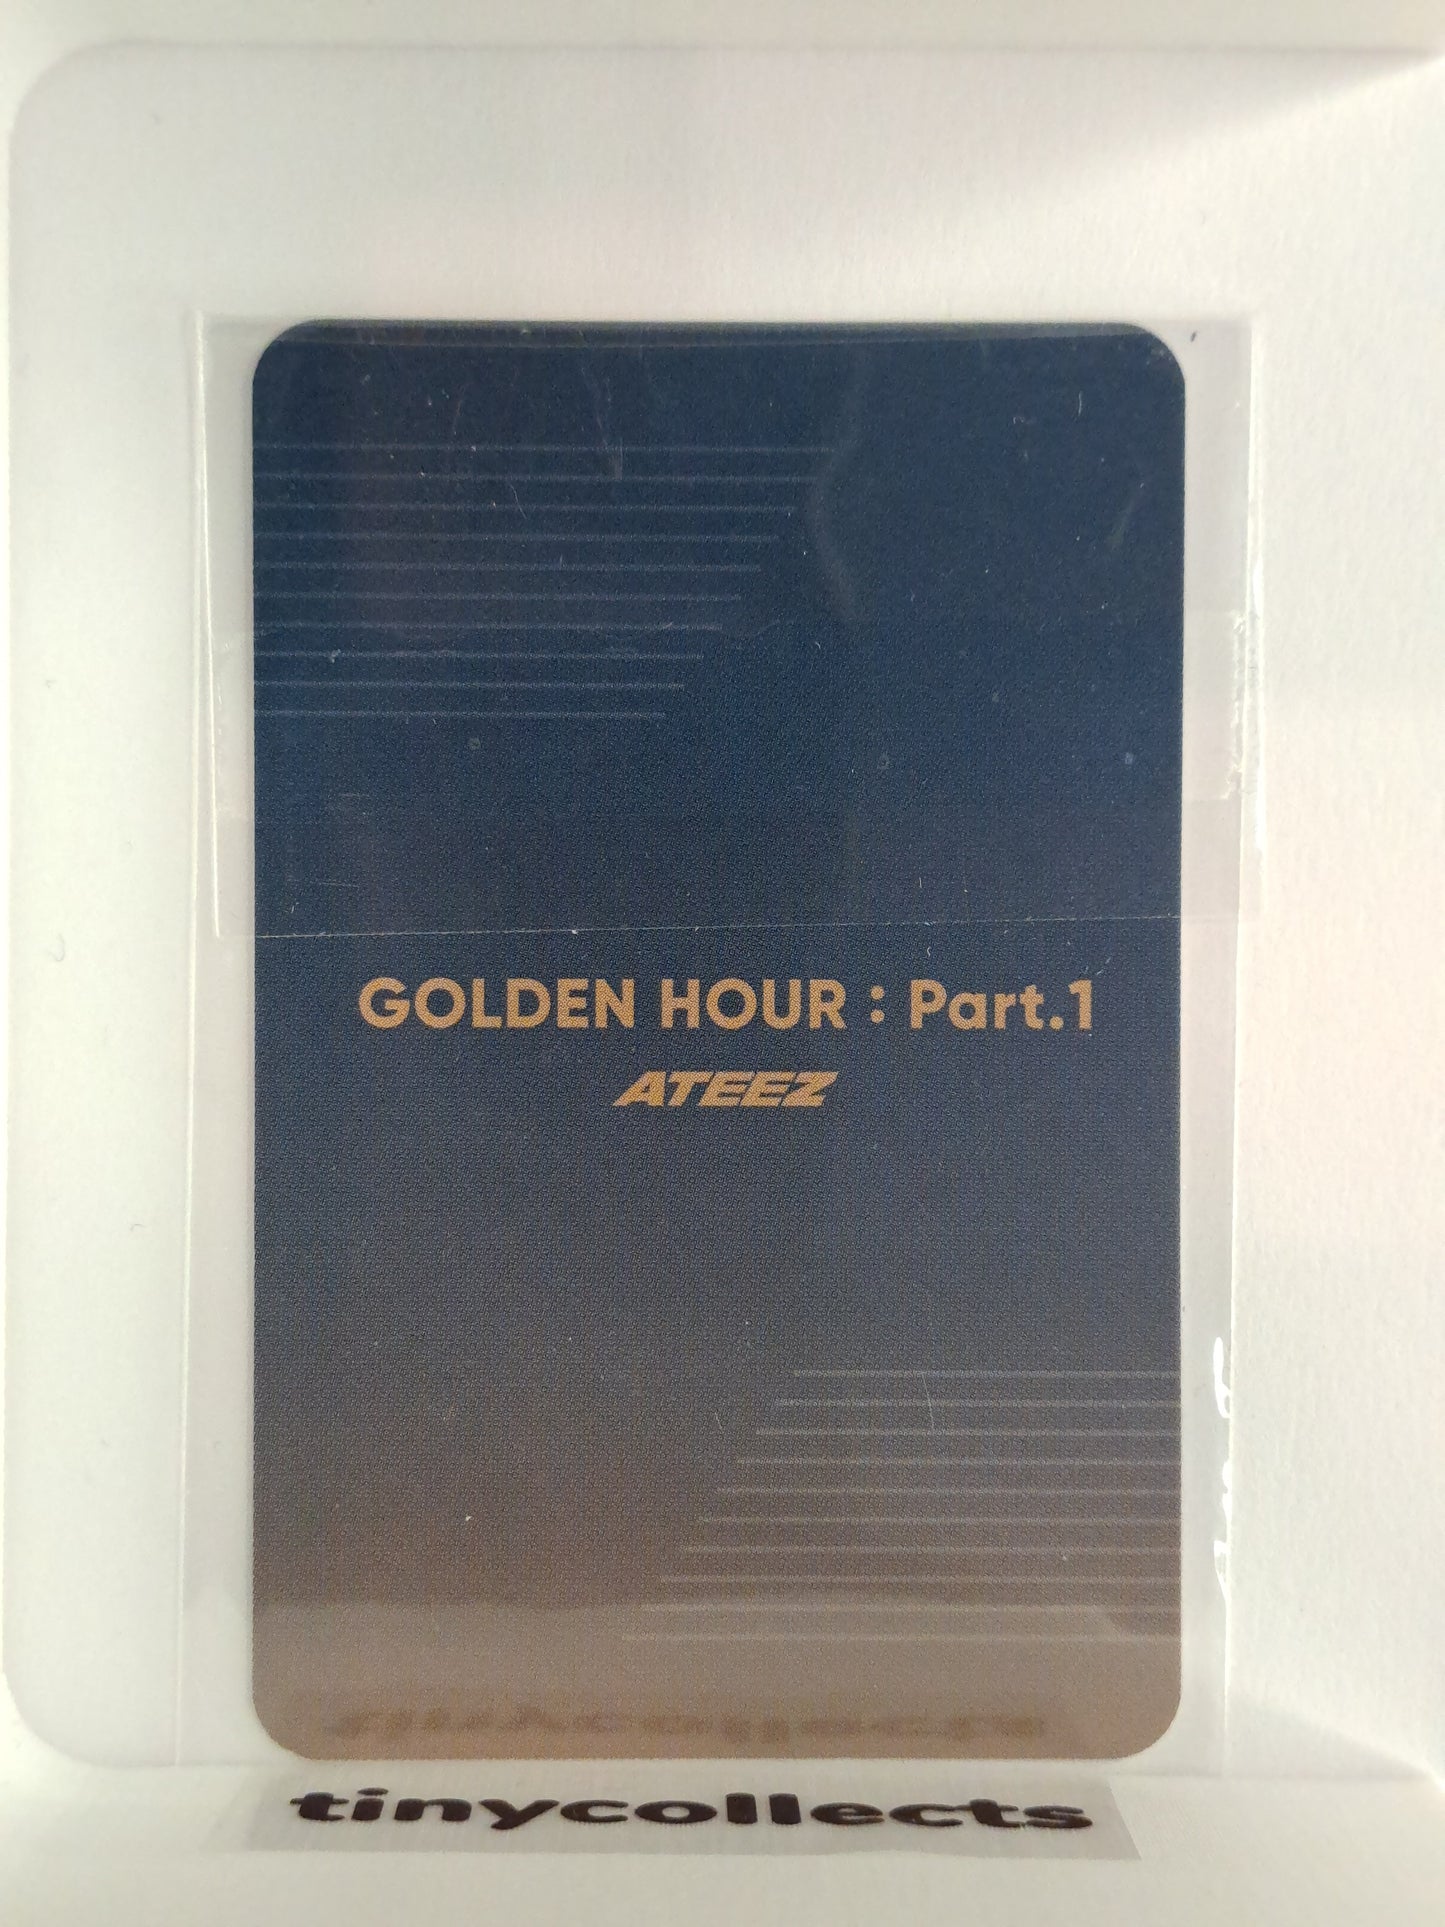 GOLDEN HOUR : Part.1
ATEEZ
tinycollects